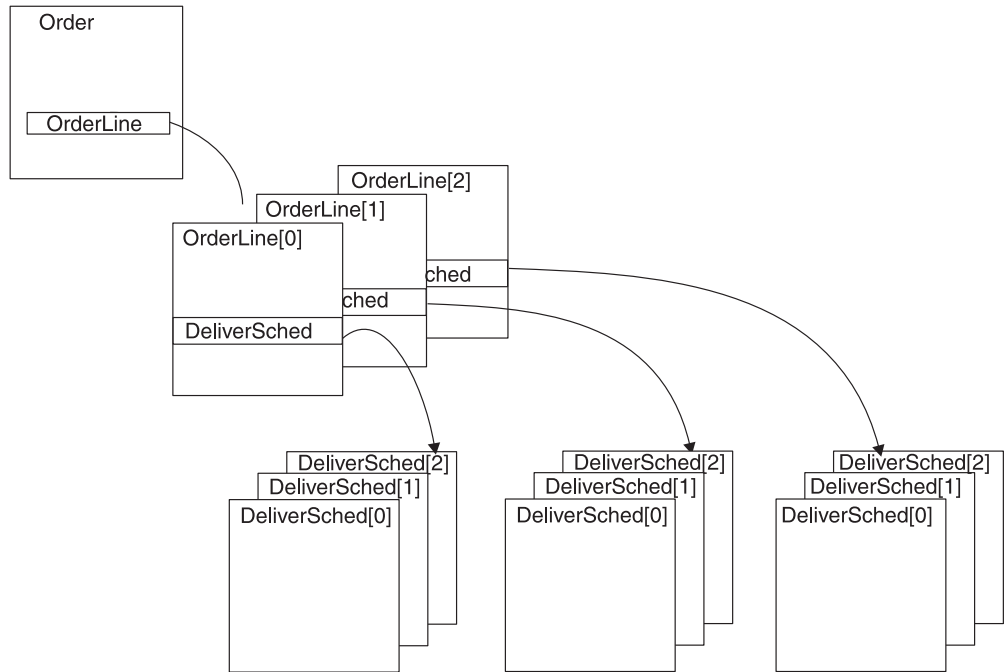 Order
OrderLine
OrderLine[2]
OrderLine[1]
OrderLine[0]
ched
ched
DeliverSched
DeliverSched[2]
DeliverSched[1]
DeliverSched[0]
DeliverSched[2]
DeliverSched[1]
DeliverSched[0]
DeliverSched[2]
DeliverSched[1]
DeliverSched[0]